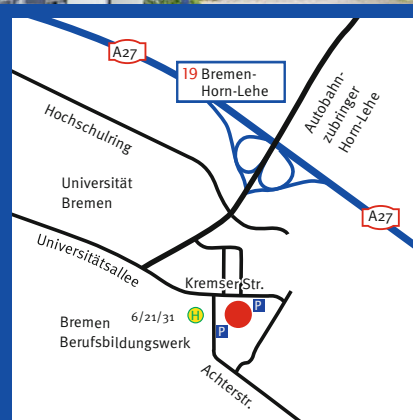 A27
19 Bremen-
Horn-Lehe
Autobahn-
zubringer
Horn-Lehe
Hochschulring
Universität
Bremen
A27
Universitätsallee
Kremser Str.
P
6/21/31 H
P
Bremen
Berufsbildungswerk
Achterstr.